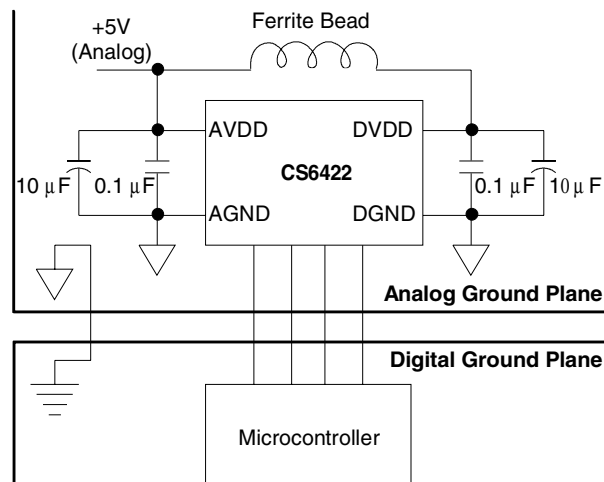 Ferrite Bead
+5V
(Analog)
AVDD DVDD
CS6422
10 µF 0.1 µF 0.1 µF 10 µF
AGND DGND
Analog Ground Plane
Digital Ground Plane
Microcontroller